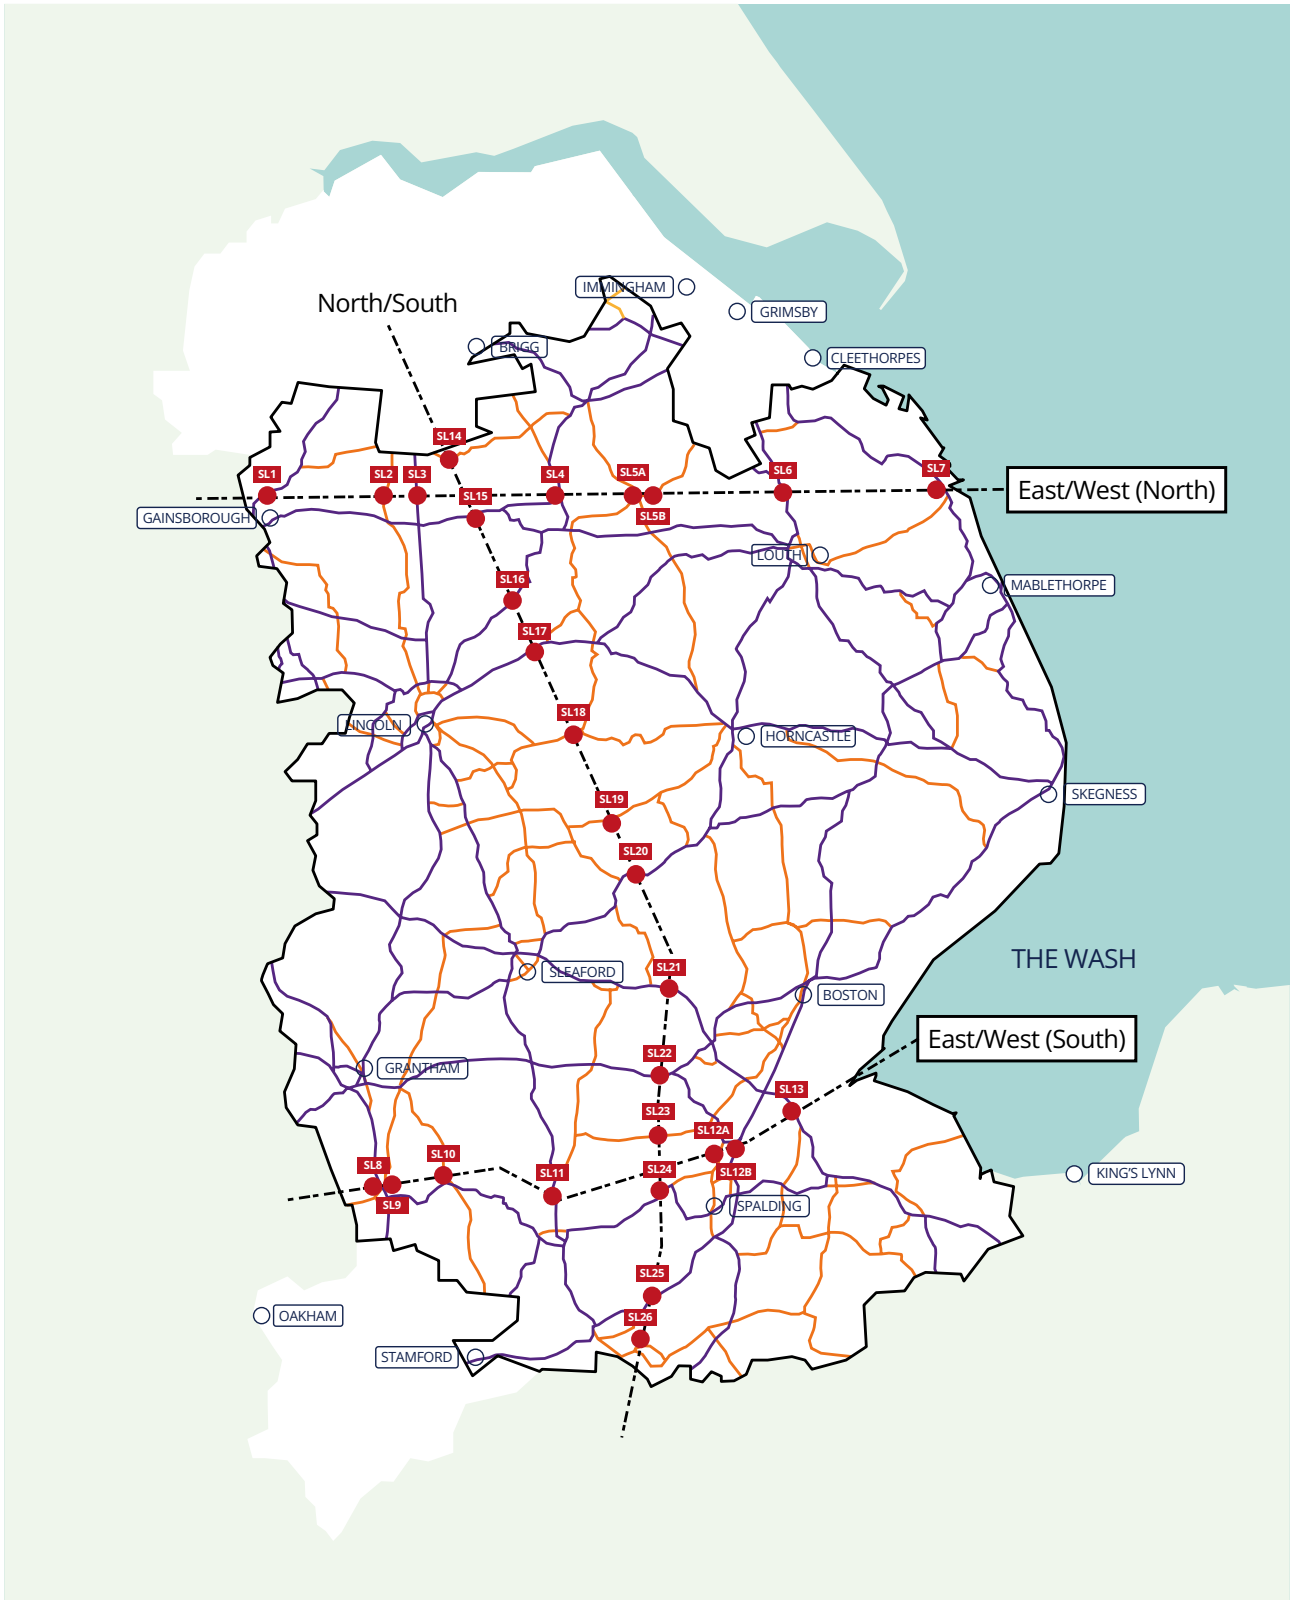 IMMINGHAM
North/South
GRIMSBY
BRIGG
CLEETHORPES
SL14
SL1
SL2
SL3
SL4
SL5A
SL6
SL7
East/West (North)
SL15
GAINSBOROUGH
SL5B
LOUTH
SL16
MABLETHORPE
SL17
SL18
LINCOLN
HORNCASTLE
SKEGNESS
SL19
SL20
THE WASH
SL21
SLEAFORD
BOSTON
East/West (South)
SL22
GRANTHAM
SL13
SL23
SL12A
SL10
SL8
SL24
SL11
SL12B
KING'S LYNN
SL9
SPALDING
SL25
OAKHAM
SL26
STAMFORD